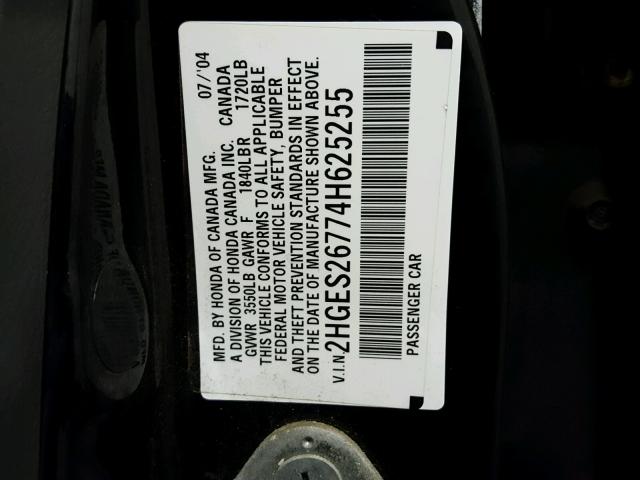 MFD. BY HONDA OF CANADA MFG. 07/'04
A DIVISION OF HONDA CANADA INC. CANADA
GVWR 3550LB GAWR F 1840LBR 1720LB
THIS VEHICLE CONFORMS TO ALL APPLICABLE
FEDERAL MOTOR VEHICLE SAFETY, BUMPER
AND THEFT PREVENTION STANDARDS IN EFFECT
ON THE DATE OF MANUFACTURE SHOWN ABOVE.
V.I.N. 2HGES26774H625255
PASSENGER CAR